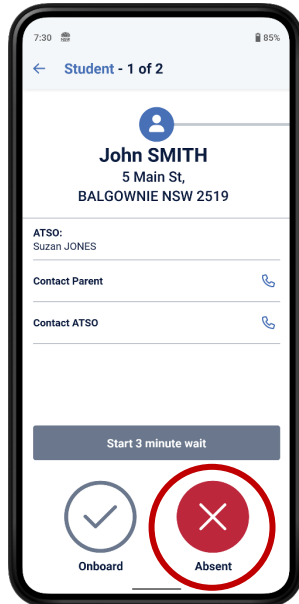 7:30 85%
Student - 1 of 2
John SMITH
5 Main St,
BALGOWNIE NSW 2519
ATSO:
Suzan JONES
Contact Parent
Contact ATSO
Start 3 minute wait
Onboard Absent